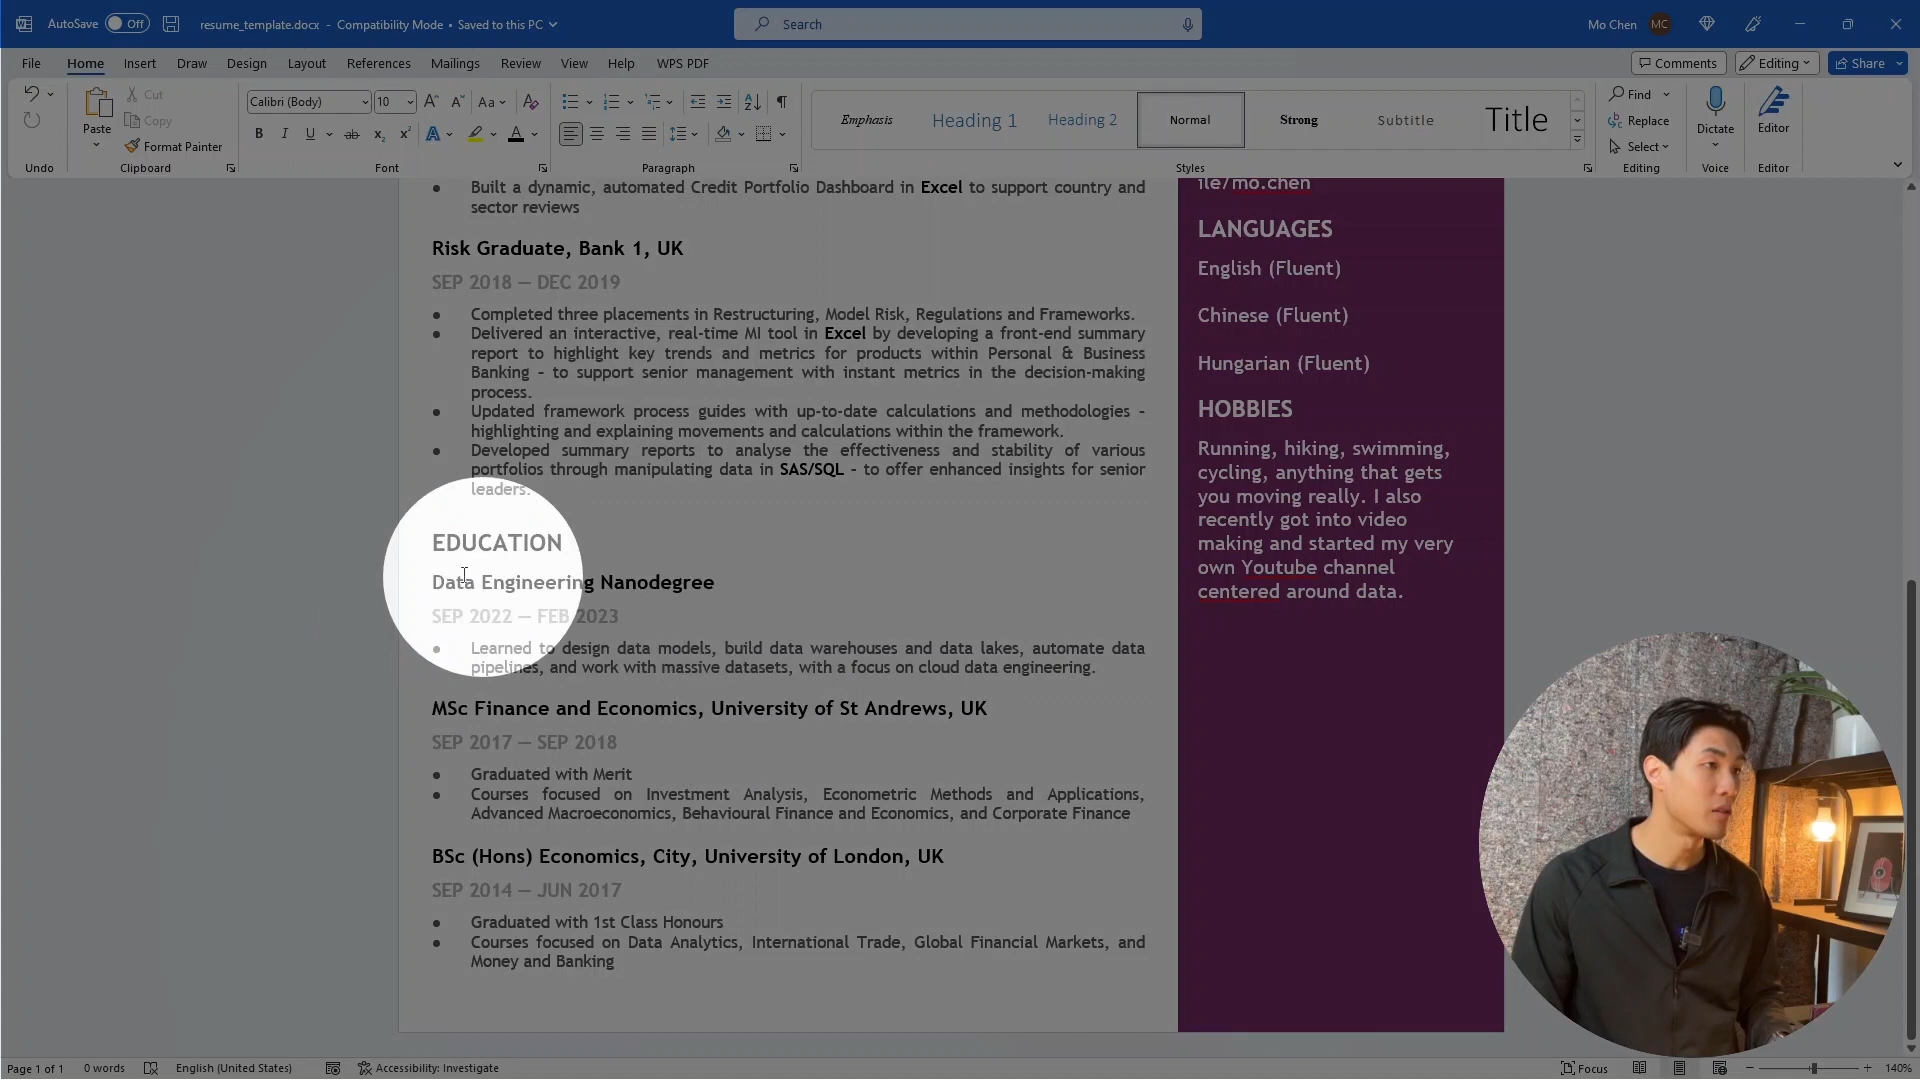 AutoSave Off resume_template.docx - Compatibility Mode • Saved to this PC Search Mo Chen MC
File Home Insert Draw Design Layout References Mailings Review View Help WPS PDF Comments Editing Share
Cut
Copy
Paste
Format Painter
Calibri (Body) 10
Emphasis Heading 1 Heading 2 Normal Strong Subtitle Title
Find
Replace
Select
Dictate
Editor
Undo Clipboard Font Paragraph Styles Editing Voice Editor
• Built a dynamic, automated Credit Portfolio Dashboard in Excel to support country and
sector reviews
Risk Graduate, Bank 1, UK
SEP 2018 — DEC 2019
• Completed three placements in Restructuring, Model Risk, Regulations and Frameworks.
• Delivered an interactive, real-time MI tool in Excel by developing a front-end summary
report to highlight key trends and metrics for products within Personal & Business
Banking – to support senior management with instant metrics in the decision-making
process.
• Updated framework process guides with up-to-date calculations and methodologies –
highlighting and explaining movements and calculations within the framework.
• Developed summary reports to analyse the effectiveness and stability of various
portfolios through manipulating data in SAS/SQL – to offer enhanced insights for senior
leaders.
EDUCATION
Data Engineering Nanodegree
SEP 2022 — FEB 2023
• Learned to design data models, build data warehouses and data lakes, automate data
pipelines, and work with massive datasets, with a focus on cloud data engineering.
MSc Finance and Economics, University of St Andrews, UK
SEP 2017 — SEP 2018
• Graduated with Merit
• Courses focused on Investment Analysis, Econometric Methods and Applications,
Advanced Macroeconomics, Behavioural Finance and Economics, and Corporate Finance
BSc (Hons) Economics, City, University of London, UK
SEP 2014 — JUN 2017
• Graduated with 1st Class Honours
• Courses focused on Data Analytics, International Trade, Global Financial Markets, and
Money and Banking
ile/mo.chen
LANGUAGES
English (Fluent)
Chinese (Fluent)
Hungarian (Fluent)
HOBBIES
Running, hiking, swimming,
cycling, anything that gets
you moving really. I also
recently got into video
making and started my very
own Youtube channel
centered around data.
Page 1 of 1 0 words English (United States) Accessibility: Investigate Focus 140%